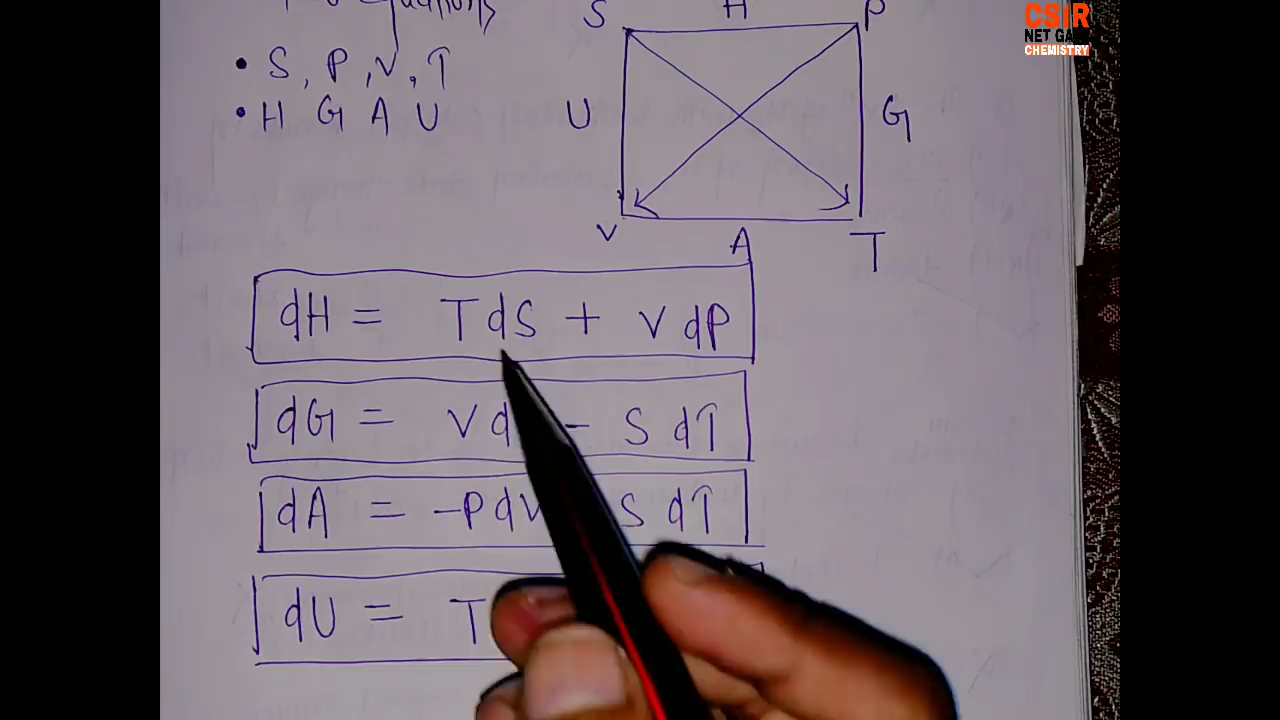 S H P
• S, P, V, T
• H G A U
U G
V A T
dH = TdS + VdP
dG = Vd - S dT
dA = -PdV S dT
dU = T
CSIR
NET GA
CHEMISTRY